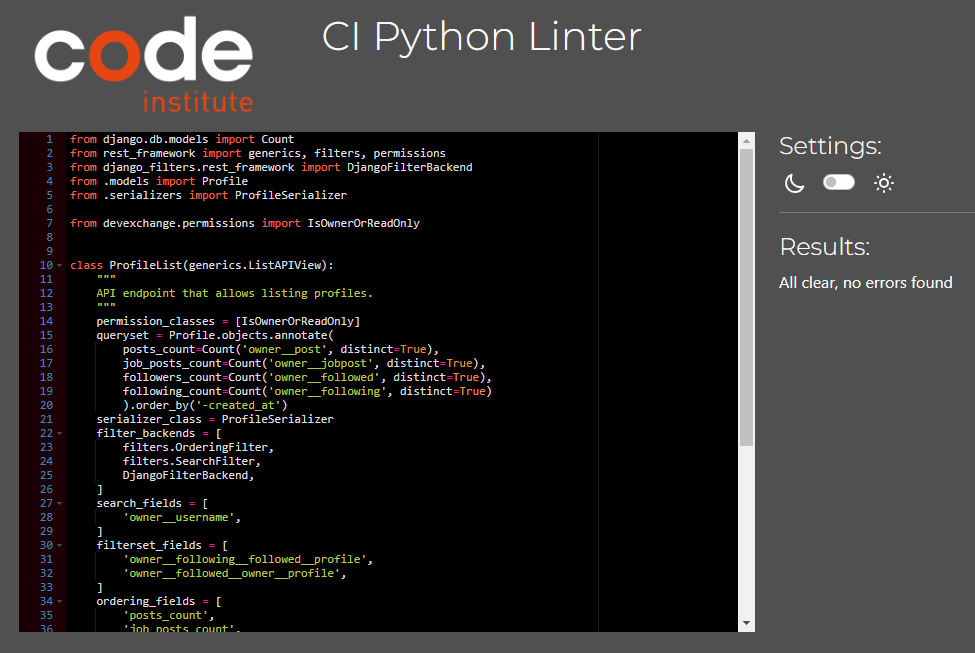 code
institute
CI Python Linter
1 from django.db.models import Count
2 from rest_framework import generics, filters, permissions
3 from django_filters.rest_framework import DjangoFilterBackend
4 from .models import Profile
5 from .serializers import ProfileSerializer
6
7 from devexchange.permissions import IsOwnerOrReadOnly
8
9
10 class ProfileList(generics.ListAPIView):
11     """
12     API endpoint that allows listing profiles.
13     """
14     permission_classes = [IsOwnerOrReadOnly]
15     queryset = Profile.objects.annotate(
16         posts_count=Count('owner__post', distinct=True),
17         job_posts_count=Count('owner__jobpost', distinct=True),
18         followers_count=Count('owner__followed', distinct=True),
19         following_count=Count('owner__following', distinct=True)
20         ).order_by('-created_at')
21     serializer_class = ProfileSerializer
22     filter_backends = [
23         filters.OrderingFilter,
24         filters.SearchFilter,
25         DjangoFilterBackend,
26     ]
27     search_fields = [
28         'owner__username',
29     ]
30     filterset_fields = [
31         'owner__following__followed__profile',
32         'owner__followed__owner__profile',
33     ]
34     ordering_fields = [
35         'posts_count',
36         'job_posts_count',
Settings:
Results:
All clear, no errors found